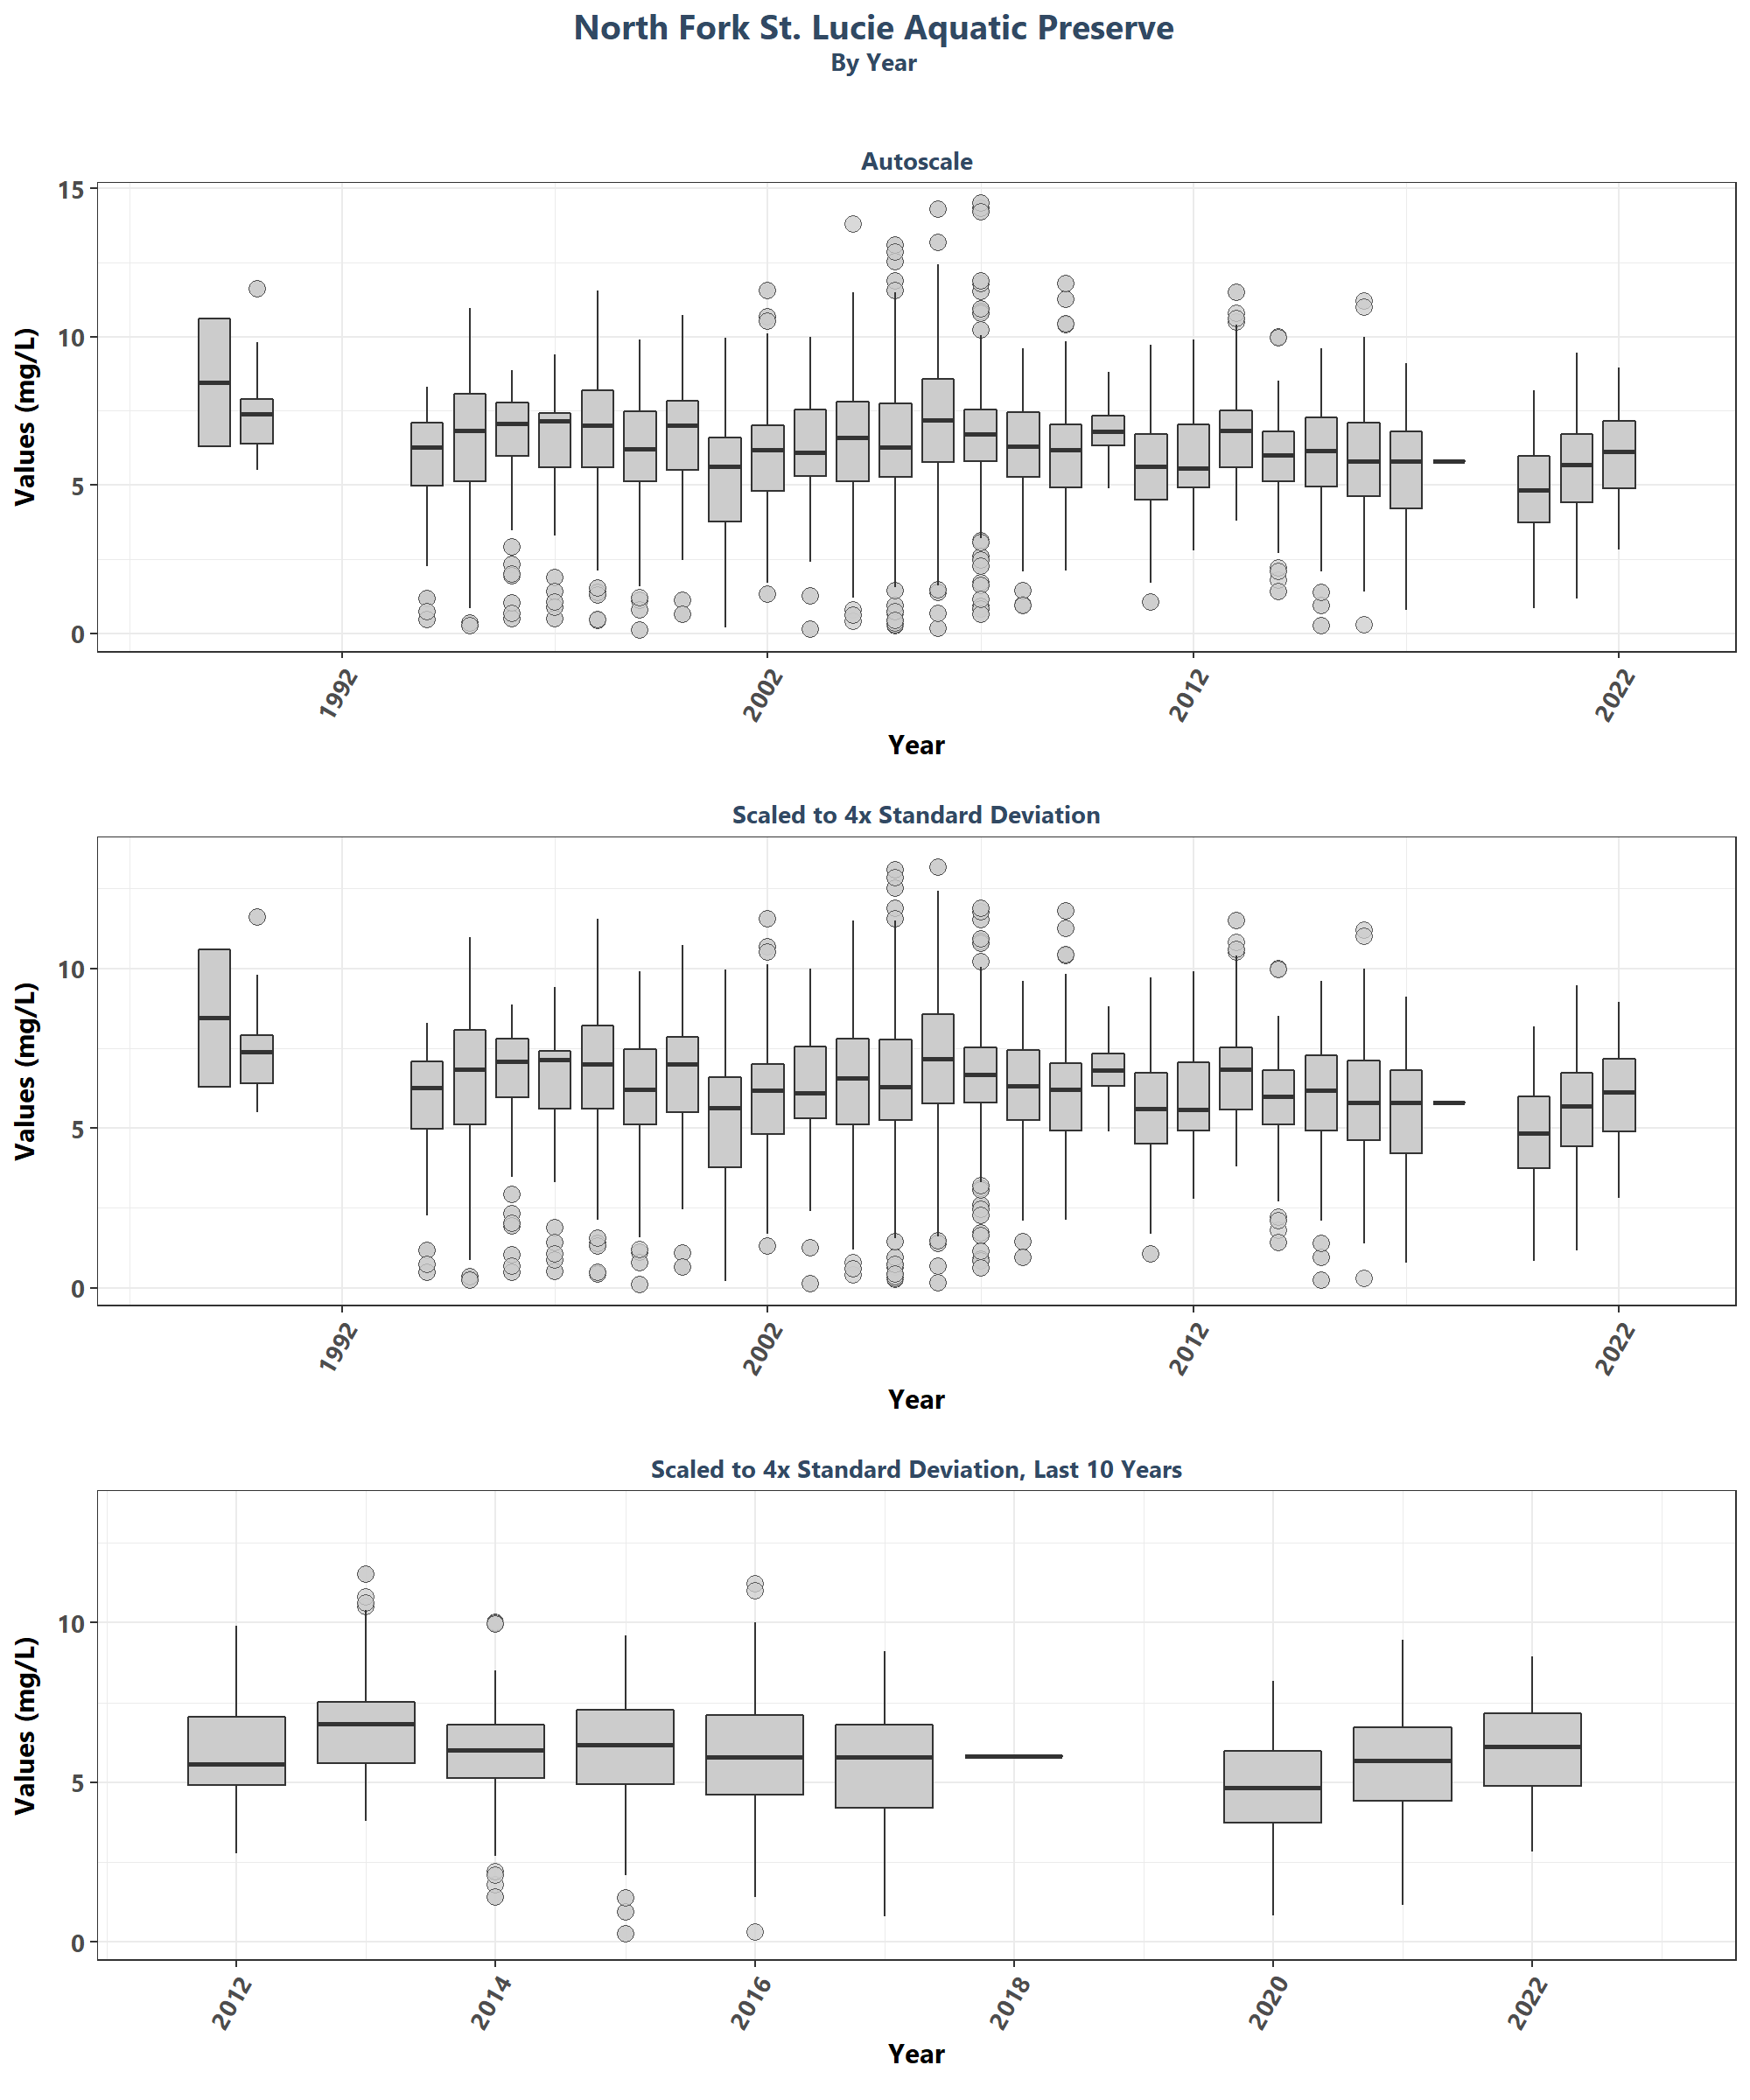 North Fork St. Lucie Aquatic Preserve
By Year
Autoscale
Values (mg/L)
15
10
5
0
1992
2002
2012
2022
Year
Scaled to 4x Standard Deviation
Values (mg/L)
10
5
0
1992
2002
2012
2022
Year
Scaled to 4x Standard Deviation, Last 10 Years
Values (mg/L)
10
5
0
2012
2014
2016
2018
2020
2022
Year